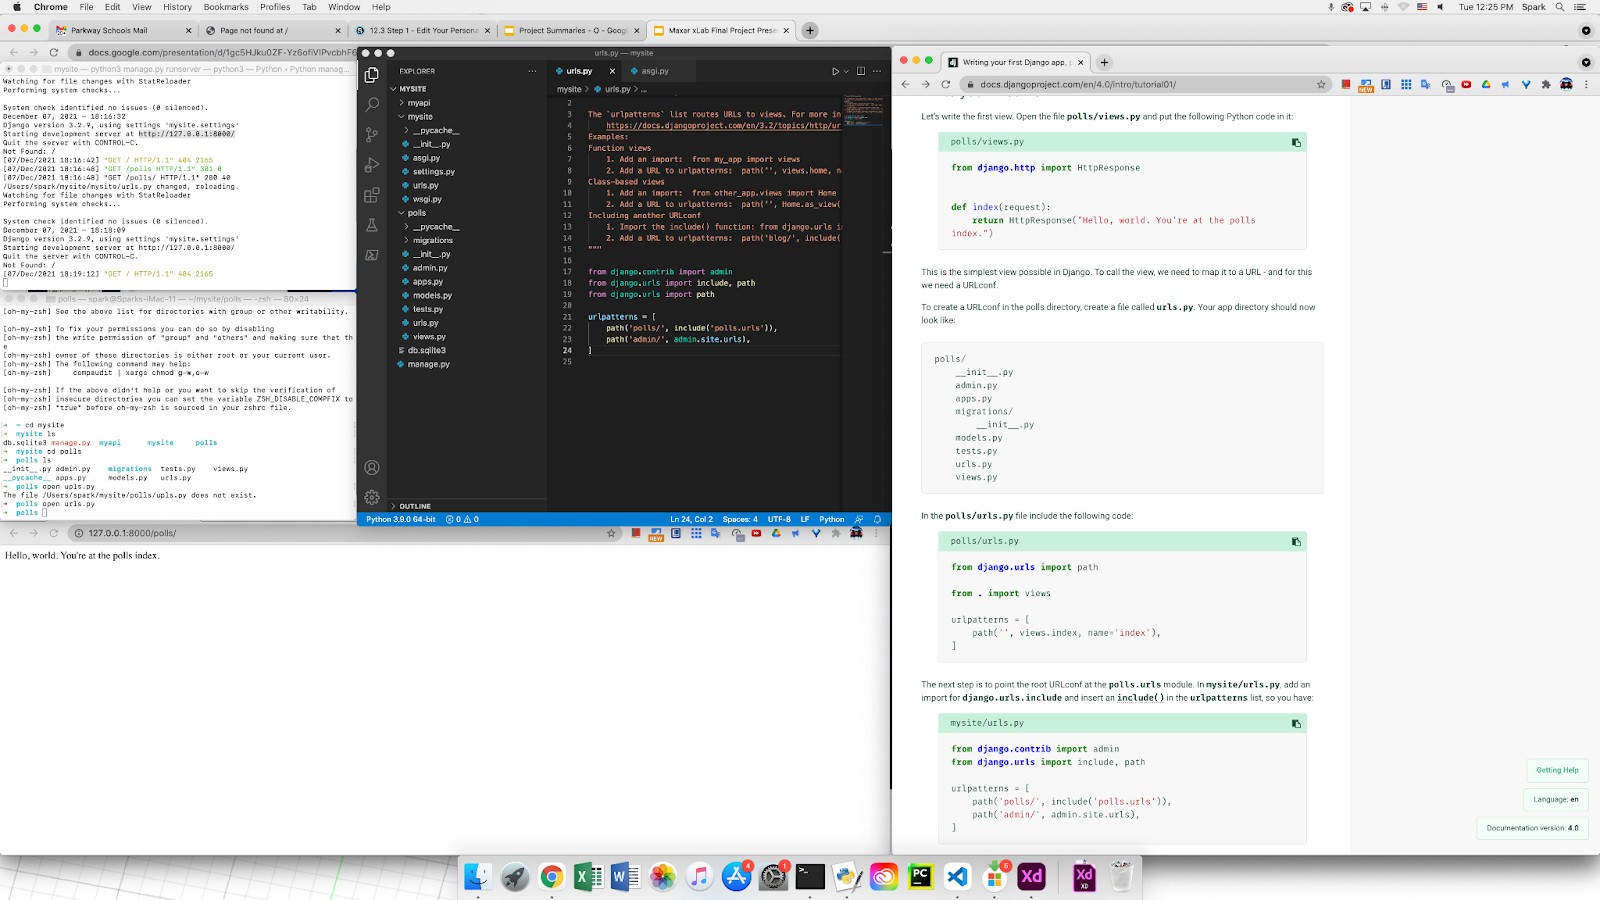 Chrome File Edit View History Bookmarks Profiles Tab Window Help
Tue 12:25 PM Spark
Parkway Schools Mail
Page not found at /
12.3 Step 1 - Edit Your Persona
Project Summaries - O - Googl
Maxar xLab Final Project Prese
docs.google.com/presentation/d/1gc5HJku0ZF-Yz6ofiVIPvcbhF6
mysite — python3 manage.py runserver — python3 — Python • Python manag...
Watching for file changes with StatReloader
Performing system checks...
System check identified no issues (0 silenced).
December 07, 2021 - 18:16:32
Django version 3.2.9, using settings 'mysite.settings'
Starting development server at http://127.0.0.1:8000/
Quit the server with CONTROL-C.
Not Found: /
[07/Dec/2021 18:16:42] "GET / HTTP/1.1" 404 2165
[07/Dec/2021 18:16:48] "GET /polls HTTP/1.1" 301 0
[07/Dec/2021 18:16:48] "GET /polls/ HTTP/1.1" 200 40
/Users/spark/mysite/mysite/urls.py changed, reloading.
Watching for file changes with StatReloader
Performing system checks...
System check identified no issues (0 silenced).
December 07, 2021 - 18:18:09
Django version 3.2.9, using settings 'mysite.settings'
Starting development server at http://127.0.0.1:8000/
Quit the server with CONTROL-C.
Not Found: /
[07/Dec/2021 18:19:12] "GET / HTTP/1.1" 404 2165
polls — spark@Sparks-iMac-11 — ~/mysite/polls — -zsh — 80×24
[oh-my-zsh] See the above list for directories with group or other writability.
[oh-my-zsh] To fix your permissions you can do so by disabling
[oh-my-zsh] the write permission of "group" and "others" and making sure that th
e
[oh-my-zsh] owner of these directories is either root or your current user.
[oh-my-zsh] The following command may help:
[oh-my-zsh] compaudit | xargs chmod g-w,o-w
[oh-my-zsh] If the above didn't help or you want to skip the verification of
[oh-my-zsh] insecure directories you can set the variable ZSH_DISABLE_COMPFIX to
[oh-my-zsh] "true" before oh-my-zsh is sourced in your zshrc file.
→ ~ cd mysite
→ mysite ls
db.sqlite3 manage.py myapi mysite polls
→ mysite cd polls
→ polls ls
__init__.py admin.py migrations tests.py views.py
__pycache__ apps.py models.py urls.py
→ polls open upls.py
The file /Users/spark/mysite/polls/upls.py does not exist.
→ polls open urls.py
→ polls
urls.py — mysite
EXPLORER
MYSITE
myapi
mysite
__pycache__
__init__.py
asgi.py
settings.py
urls.py
wsgi.py
polls
__pycache__
migrations
__init__.py
admin.py
apps.py
models.py
tests.py
urls.py
views.py
db.sqlite3
manage.py
OUTLINE
urls.py
asgi.py
mysite > urls.py > ...
2
3 The `urlpatterns` list routes URLs to views. For more in
4 https://docs.djangoproject.com/en/3.2/topics/http/ur
5 Examples:
6 Function views
7 1. Add an import: from my_app import views
8 2. Add a URL to urlpatterns: path('', views.home, n
9 Class-based views
10 1. Add an import: from other_app.views import Home
11 2. Add a URL to urlpatterns: path('', Home.as_view(
12 Including another URLconf
13 1. Import the include() function: from django.urls i
14 2. Add a URL to urlpatterns: path('blog/', include(
15 """
16
17 from django.contrib import admin
18 from django.urls import include, path
19 from django.urls import path
20
21 urlpatterns = [
22 path('polls/', include('polls.urls')),
23 path('admin/', admin.site.urls),
24 ]
25
Python 3.9.0 64-bit 0 0 Ln 24, Col 2 Spaces: 4 UTF-8 LF Python
127.0.0.1:8000/polls/
NEW
Hello, world. You're at the polls index.
Writing your first Django app, p
docs.djangoproject.com/en/4.0/intro/tutorial01/
NEW
Let's write the first view. Open the file polls/views.py and put the following Python code in it:
polls/views.py
from django.http import HttpResponse
def index(request):
return HttpResponse("Hello, world. You're at the polls
index.")
This is the simplest view possible in Django. To call the view, we need to map it to a URL - and for this
we need a URLconf.
To create a URLconf in the polls directory, create a file called urls.py. Your app directory should now
look like:
polls/
__init__.py
admin.py
apps.py
migrations/
__init__.py
models.py
tests.py
urls.py
views.py
In the polls/urls.py file include the following code:
polls/urls.py
from django.urls import path
from . import views
urlpatterns = [
path('', views.index, name='index'),
]
The next step is to point the root URLconf at the polls.urls module. In mysite/urls.py, add an
import for django.urls.include and insert an include() in the urlpatterns list, so you have:
mysite/urls.py
from django.contrib import admin
from django.urls import include, path
urlpatterns = [
path('polls/', include('polls.urls')),
path('admin/', admin.site.urls),
]
Getting Help
Language: en
Documentation version: 4.0
4
1
5
PC
Xd
Xd
XD